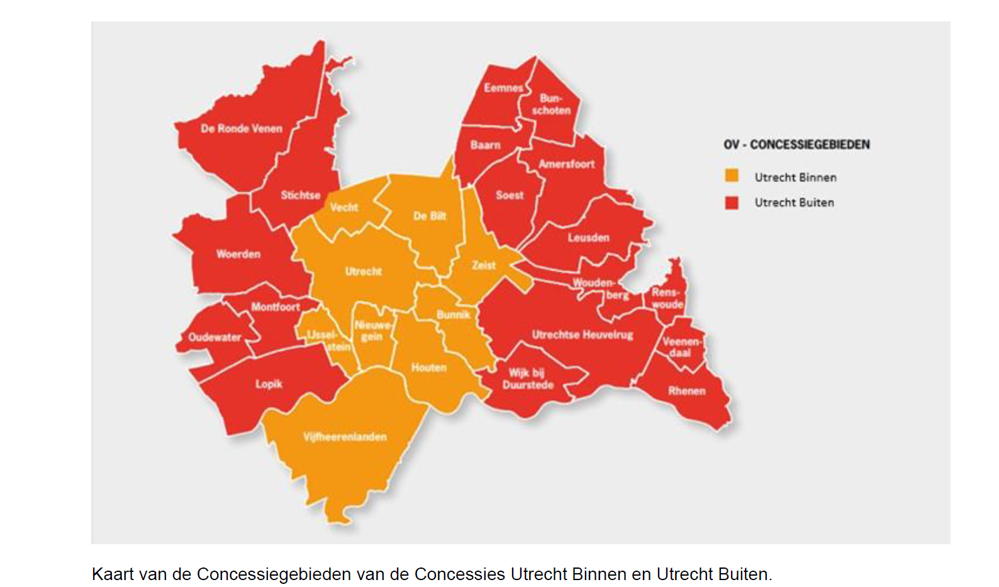 Eemnes
Bun-
schoten
De Ronde Venen
Baarn
Amersfoort
Stichtse
Vecht
Soest
De Bilt
Leusden
Woerden
Utrecht
Zeist
Wouden-
berg
Rens-
woude
Montfoort
Bunnik
Oudewater
IJssel-
stein
Nieuwe-
gein
Utrechtse Heuvelrug
Veenen-
daal
Houten
Wijk bij
Duurstede
Lopik
Rhenen
Vijfheerenlanden
OV - CONCESSIEGEBIEDEN
Utrecht Binnen
Utrecht Buiten
Kaart van de Concessiegebieden van de Concessies Utrecht Binnen en Utrecht Buiten.